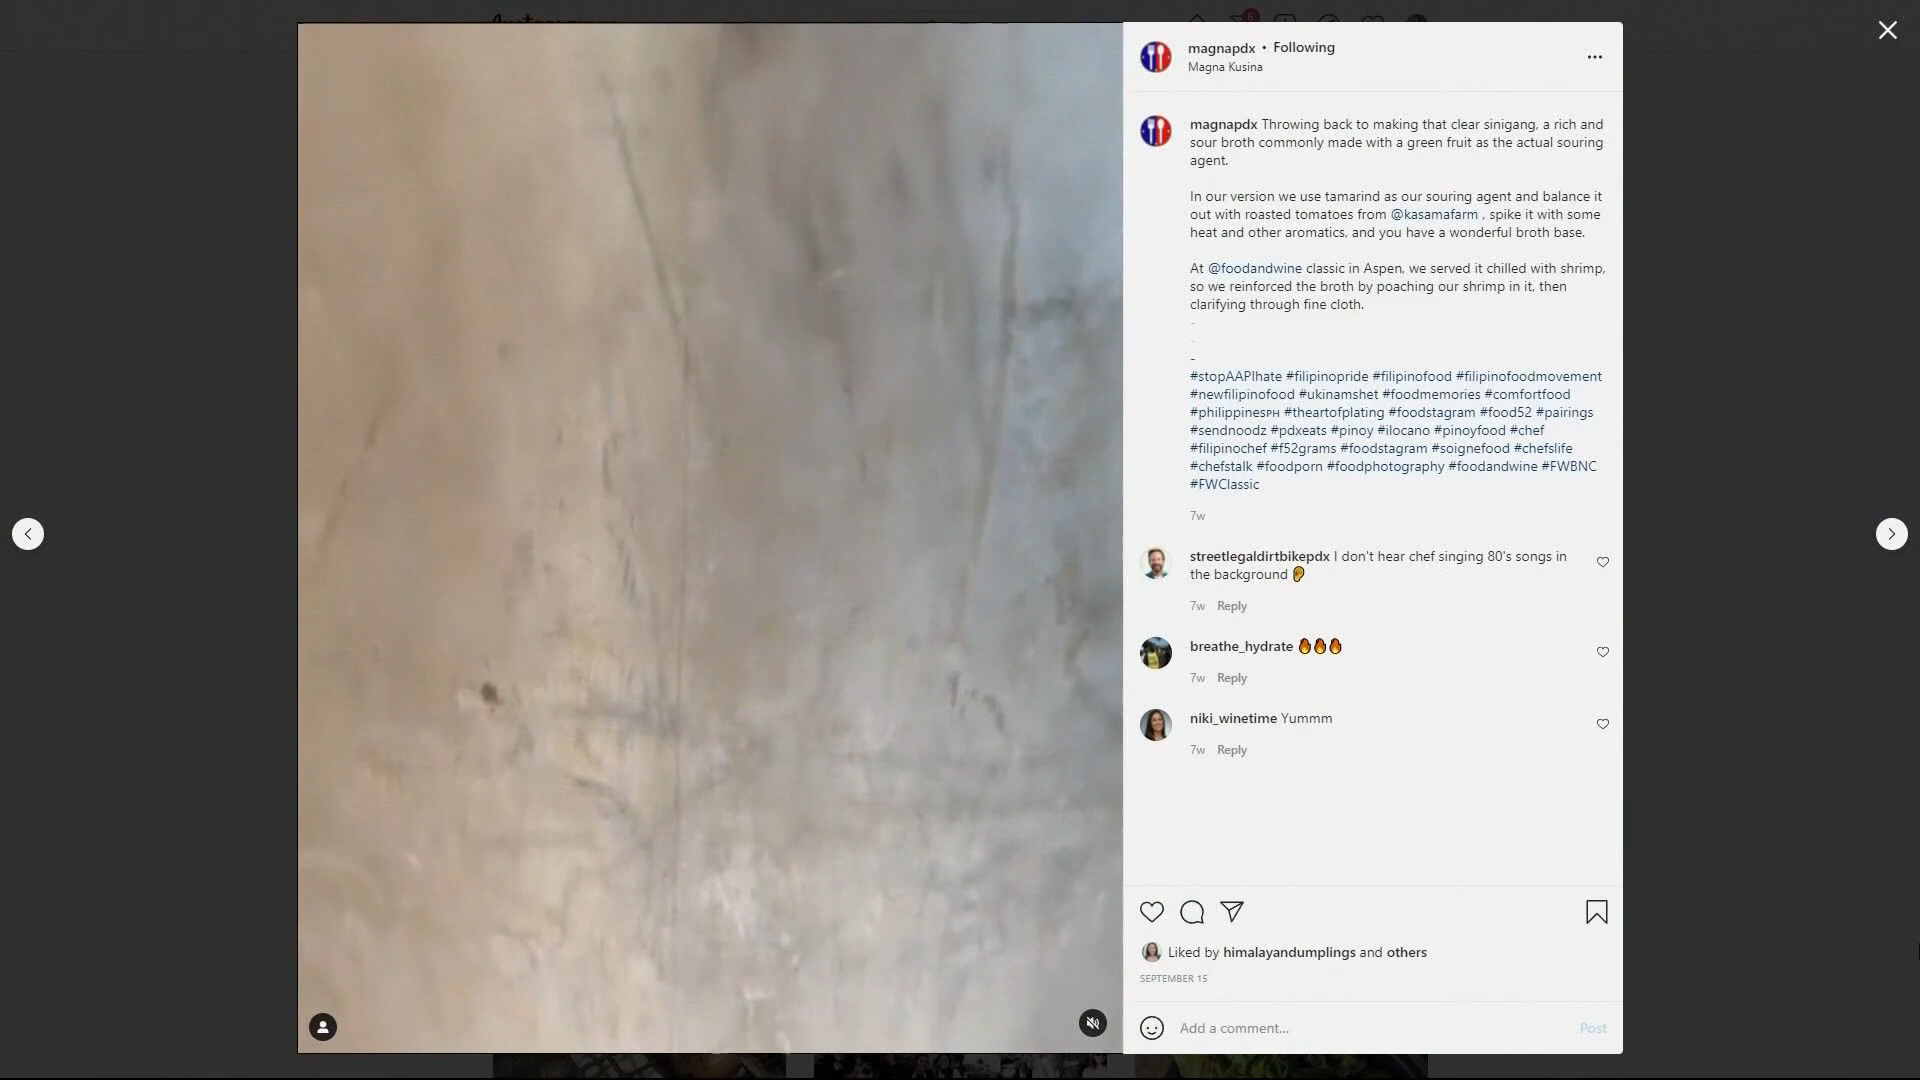 magnapdx • Following
Magna Kusina
magnapdx Throwing back to making that clear sinigang, a rich and
sour broth commonly made with a green fruit as the actual souring
agent.
In our version we use tamarind as our souring agent and balance it
out with roasted tomatoes from @kasamafarm , spike it with some
heat and other aromatics, and you have a wonderful broth base.
At @foodandwine classic in Aspen, we served it chilled with shrimp,
so we reinforced the broth by poaching our shrimp in it, then
clarifying through fine cloth.
-
-
-
#stopAAPIhate #filipinopride #filipinofood #filipinofoodmovement
#newfilipinofood #ukinamshet #foodmemories #comfortfood
#philippines🇵🇭 #theartofplating #foodstagram #food52 #pairings
#sendnoodz #pdxeats #pinoy #ilocano #pinoyfood #chef
#filipinochef #f52grams #foodstagram #soignefood #chefslife
#chefstalk #foodporn #foodphotography #foodandwine #FWBNC
#FWClassic
7w
streetlegaldirtbikepdx I don't hear chef singing 80's songs in
the background 👂
7w Reply
breathe_hydrate 🔥🔥🔥
7w Reply
niki_winetime Yummm
7w Reply
Liked by himalayandumplings and others
SEPTEMBER 15
Add a comment... Post